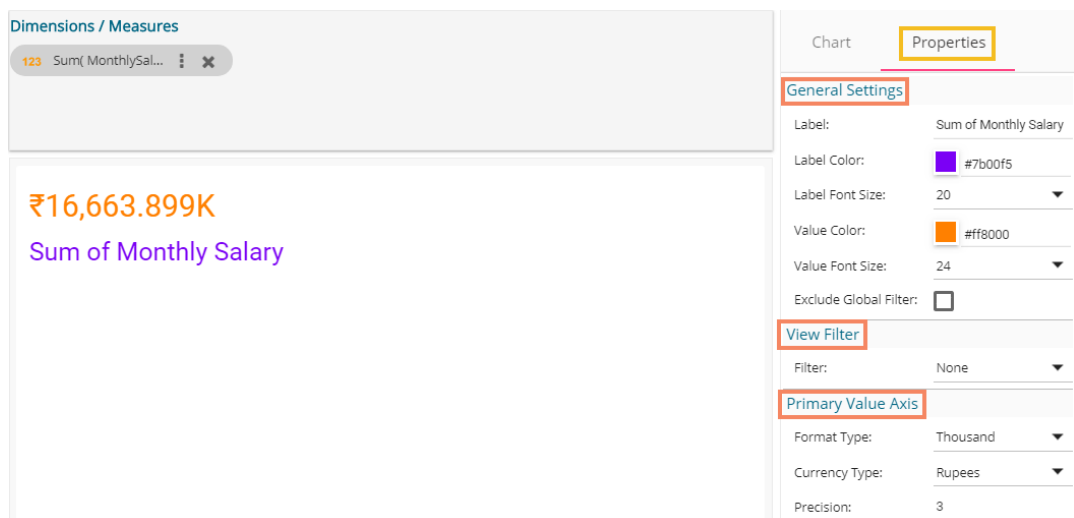 Dimensions / Measures
123 Sum( MonthlySal...
₹16,663.899K
Sum of Monthly Salary
Chart Properties
General Settings
Label: Sum of Monthly Salary
Label Color: #7b00f5
Label Font Size: 20
Value Color: #ff8000
Value Font Size: 24
Exclude Global Filter:
View Filter
Filter: None
Primary Value Axis
Format Type: Thousand
Currency Type: Rupees
Precision: 3